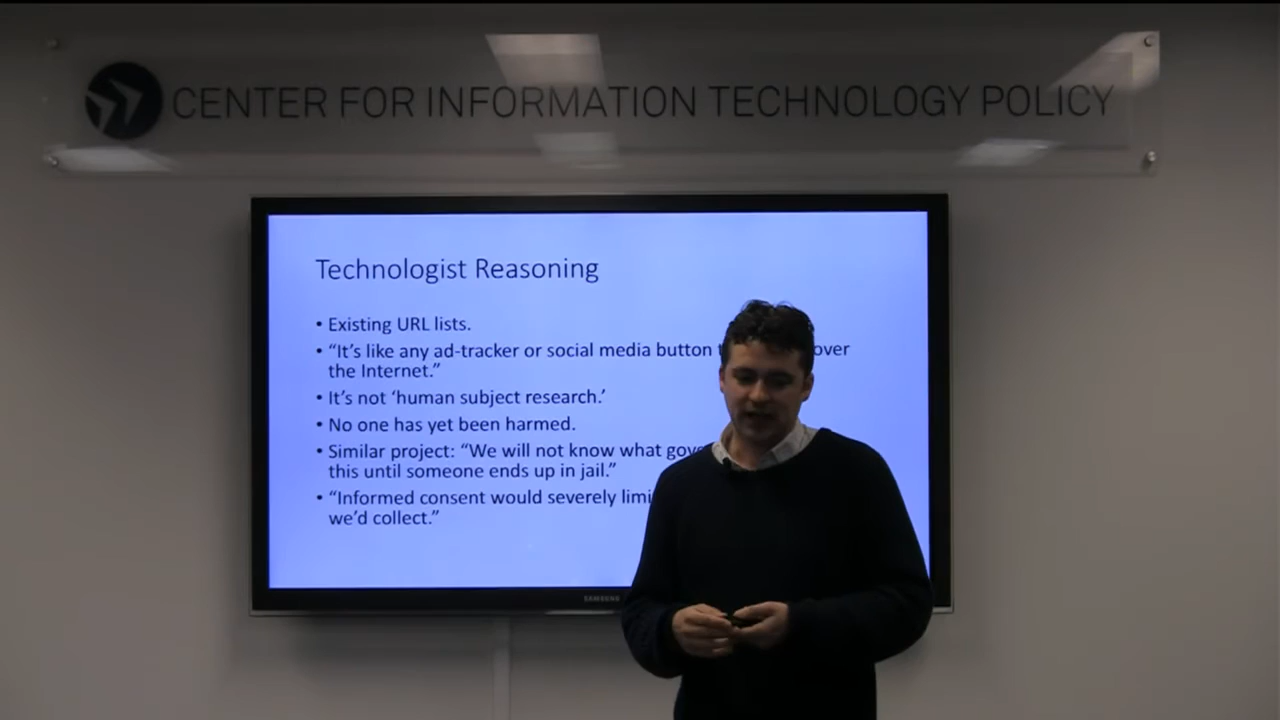 CENTER FOR INFORMATION TECHNOLOGY POLICY
Technologist Reasoning
• Existing URL lists.
• “It’s like any ad-tracker or social media button over
the Internet.”
• It’s not ‘human subject research.’
• No one has yet been harmed.
• Similar project: “We will not know what
this until someone ends up in jail.”
• “Informed consent would severely
we’d collect.”
SAMSUNG